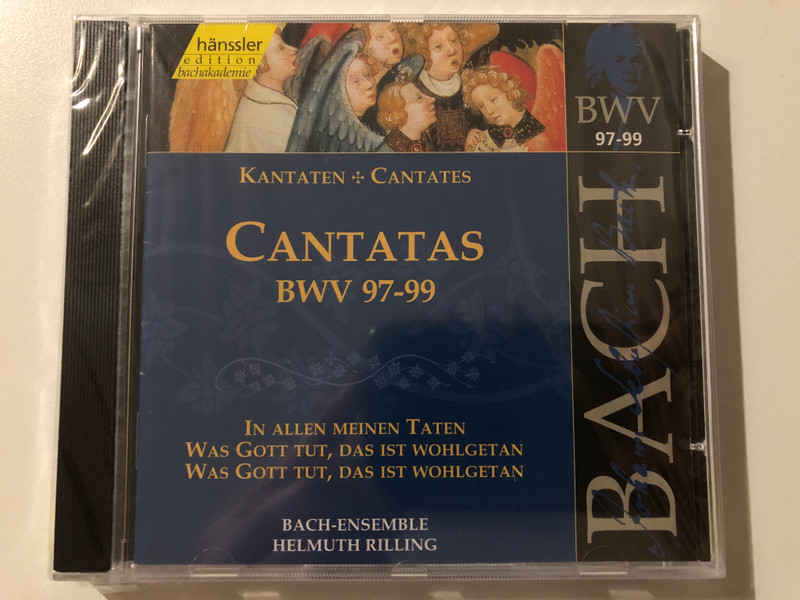 hänssler
edition
bachakademie
BWV
97-99
KANTATEN ☩ CANTATES
CANTATAS
BWV 97-99
IN ALLEN MEINEN TATEN
WAS GOTT TUT, DAS IST WOHLGETAN
WAS GOTT TUT, DAS IST WOHLGETAN
BACH-ENSEMBLE
HELMUTH RILLING
BACH